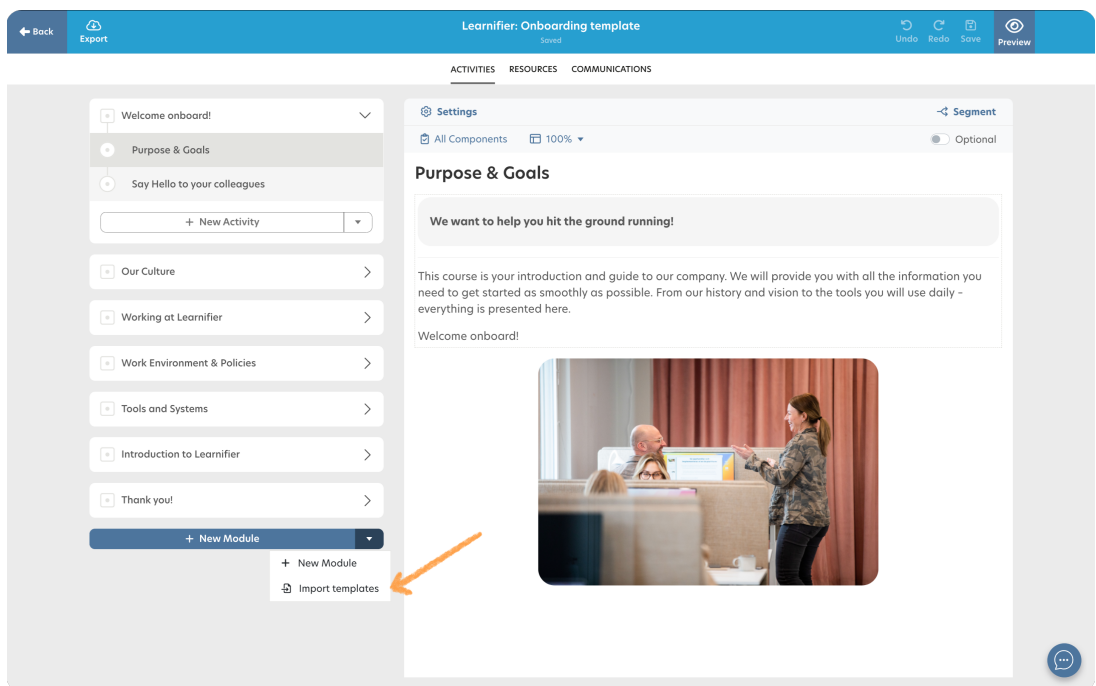 Back
Export
Learnifier: Onboarding template
Saved
Undo Redo Save Preview
ACTIVITIES RESOURCES COMMUNICATIONS
Welcome onboard!
Purpose & Goals
Say Hello to your colleagues
+ New Activity
Our Culture
Working at Learnifier
Work Environment & Policies
Tools and Systems
Introduction to Learnifier
Thank you!
+ New Module
+ New Module
Import templates
Settings
Segment
All Components
100%
Optional
Purpose & Goals
We want to help you hit the ground running!
This course is your introduction and guide to our company. We will provide you with all the information you
need to get started as smoothly as possible. From our history and vision to the tools you will use daily –
everything is presented here.
Welcome onboard!